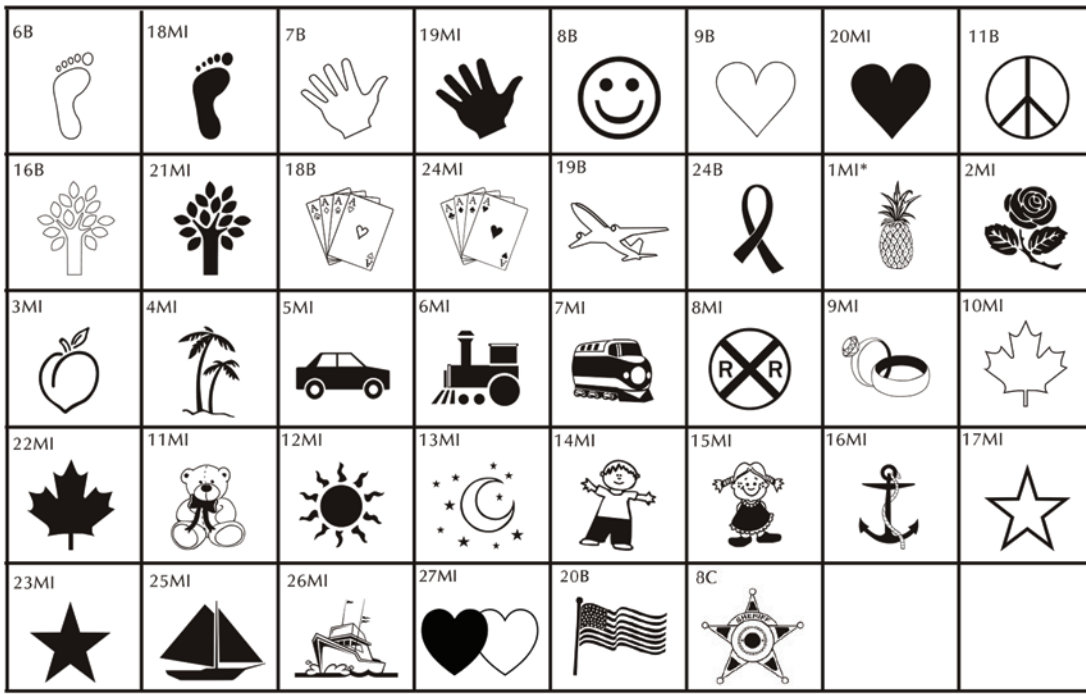 6B 18MI 7B 19MI 8B 9B 20MI 11B
16B 21MI 18B 24MI 19B 24B 1MI* 2MI
A A A A A
A A A A A
3MI 4MI 5MI 6MI 7MI 8MI 9MI 10MI
R R
22MI 11MI 12MI 13MI 14MI 15MI 16MI 17MI
23MI 25MI 26MI 27MI 20B 8C
SHERIFF